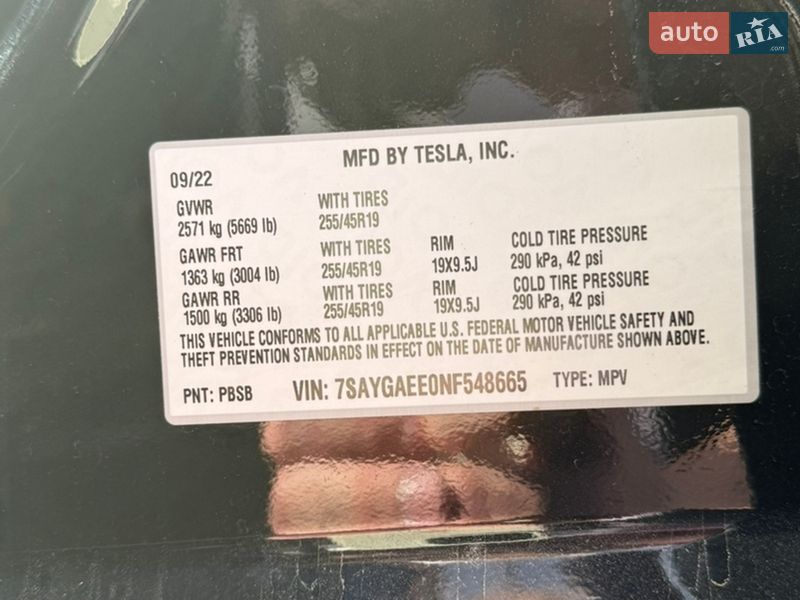 auto RIA .com
MFD BY TESLA, INC.
09/22
GVWR
2571 kg (5669 lb)
WITH TIRES
255/45R19
GAWR FRT
1363 kg (3004 lb)
WITH TIRES
255/45R19
RIM
19X9.5J
COLD TIRE PRESSURE
290 kPa, 42 psi
GAWR RR
1500 kg (3306 lb)
WITH TIRES
255/45R19
RIM
19X9.5J
COLD TIRE PRESSURE
290 kPa, 42 psi
THIS VEHICLE CONFORMS TO ALL APPLICABLE U.S. FEDERAL MOTOR VEHICLE SAFETY AND
THEFT PREVENTION STANDARDS IN EFFECT ON THE DATE OF MANUFACTURE SHOWN ABOVE.
PNT: PBSB VIN: 7SAYGAEE0NF548665 TYPE: MPV